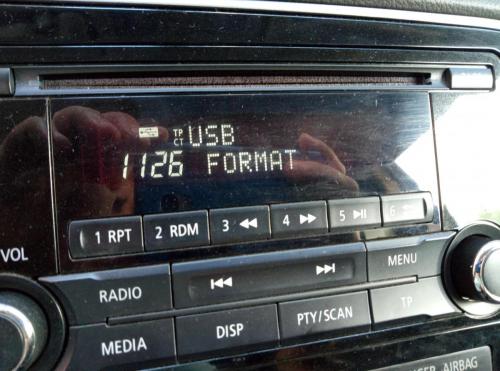 TP USB
CT
1126 FORMAT
1 RPT 2 RDM 3 4 5 6
VOL
RADIO MENU
MEDIA DISP PTY/SCAN TP
AIRBAG